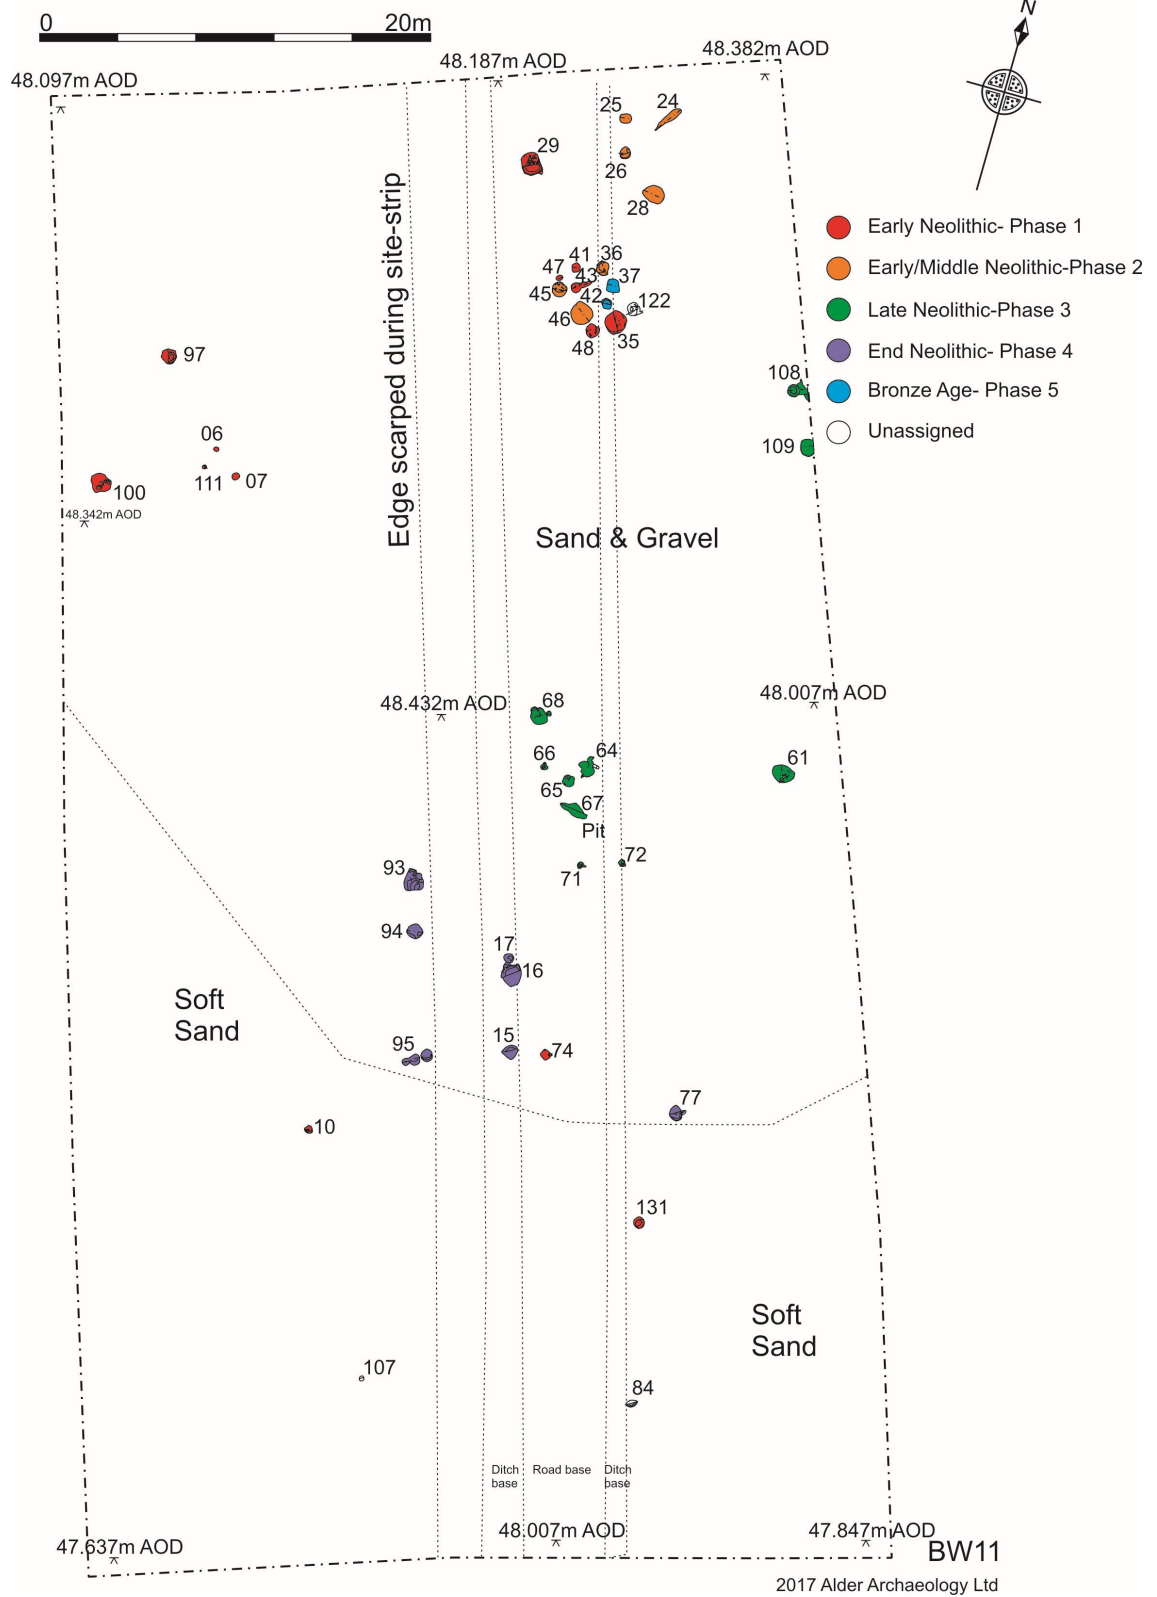 N
0 20m
48.097m AOD
48.187m AOD
48.382m AOD
25
24
29
26
28
Edge scarped during site-strip
Early Neolithic- Phase 1
Early/Middle Neolithic-Phase 2
Late Neolithic-Phase 3
End Neolithic- Phase 4
Bronze Age- Phase 5
Unassigned
41
36
47
43
37
45
42
122
46
48
35
97
108
06
109
111
07
100
48.342m AOD
Sand & Gravel
48.432m AOD
68
48.007m AOD
66
64
61
65
67
Pit
72
71
93
94
17
16
Soft
Sand
95
15
74
77
10
131
Soft
Sand
107
84
Ditch
base
Road base
Ditch
base
47.637m AOD
48.007m AOD
47.847m AOD
BW11
2017 Alder Archaeology Ltd